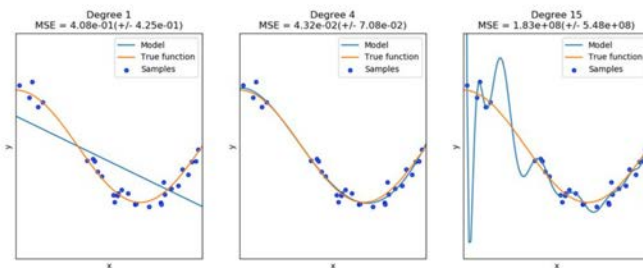 Degree 1
MSE = 4.08e-01(+/- 4.25e-01)
Model
True function
Samples
y
x
Degree 4
MSE = 4.32e-02(+/- 7.08e-02)
Model
True function
Samples
y
x
Degree 15
MSE = 1.83e+08(+/- 5.48e+08)
Model
True function
Samples
y
x